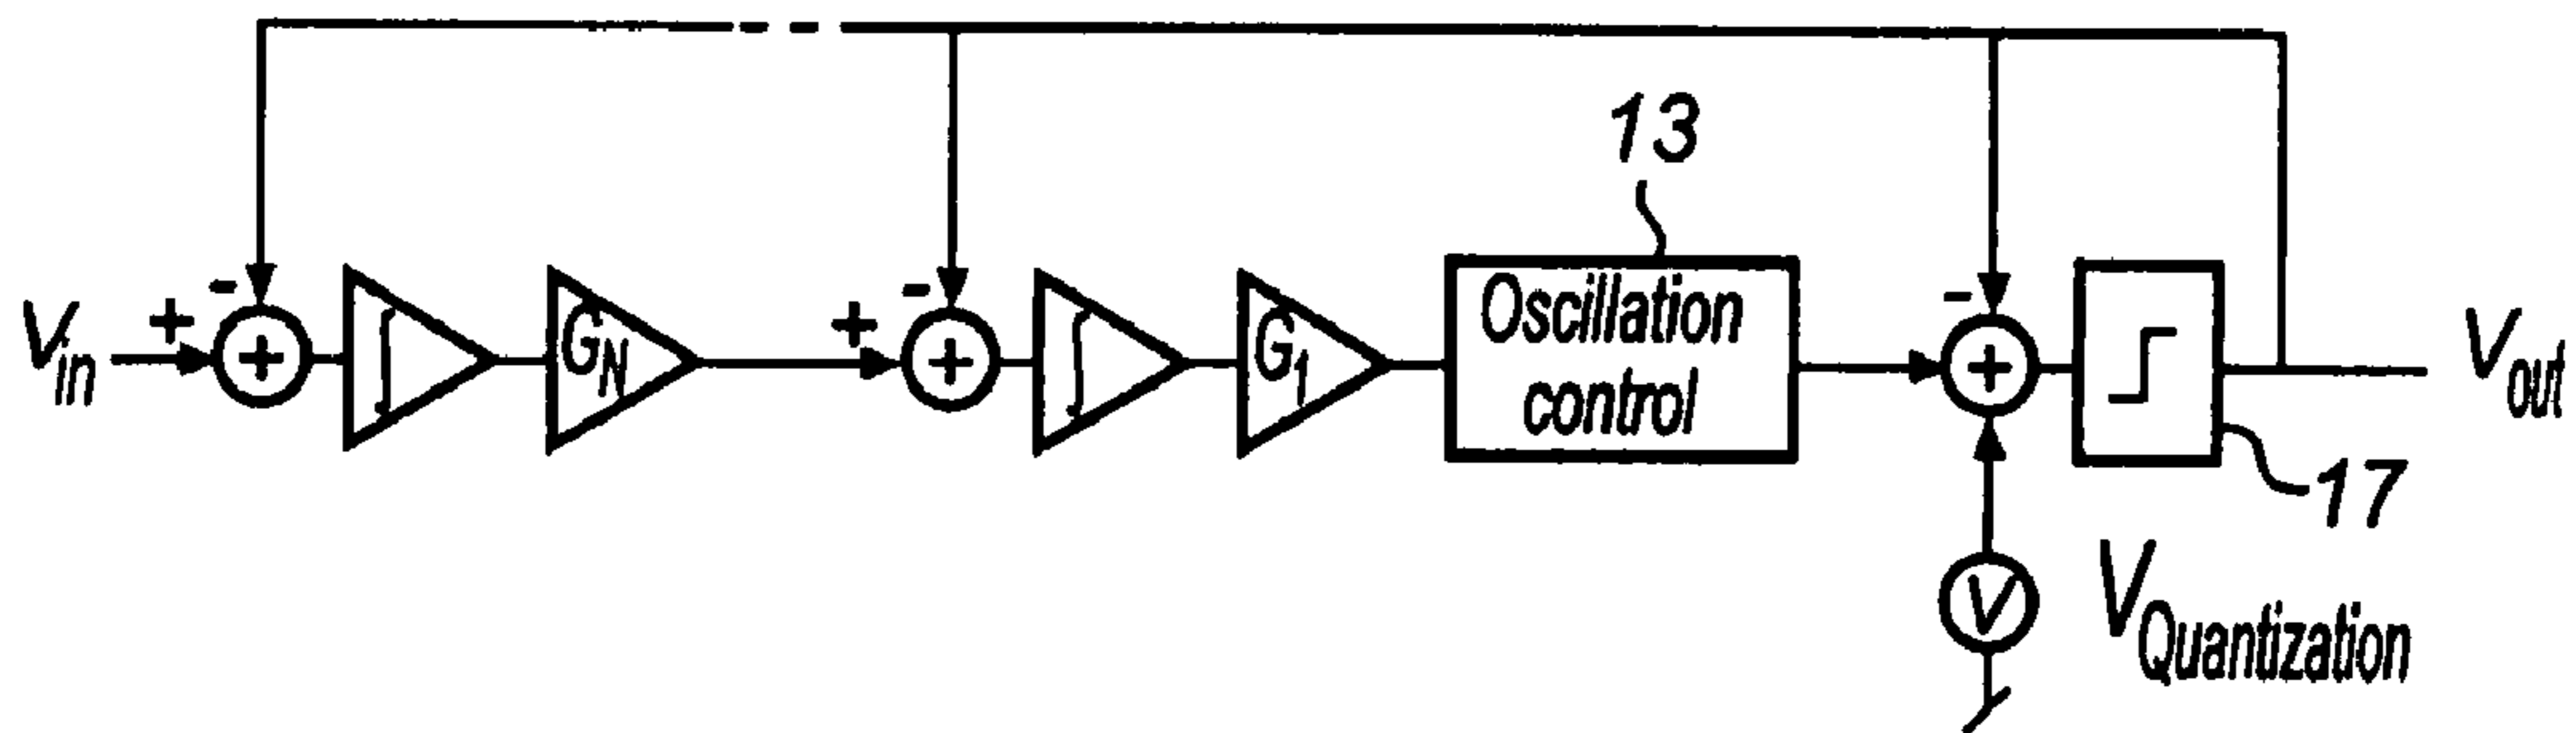 13
V_in
+
-
+
∫
G_N
+
-
+
∫
G_1
Oscillation
control
-
+
17
V_out
V
V_Quantization